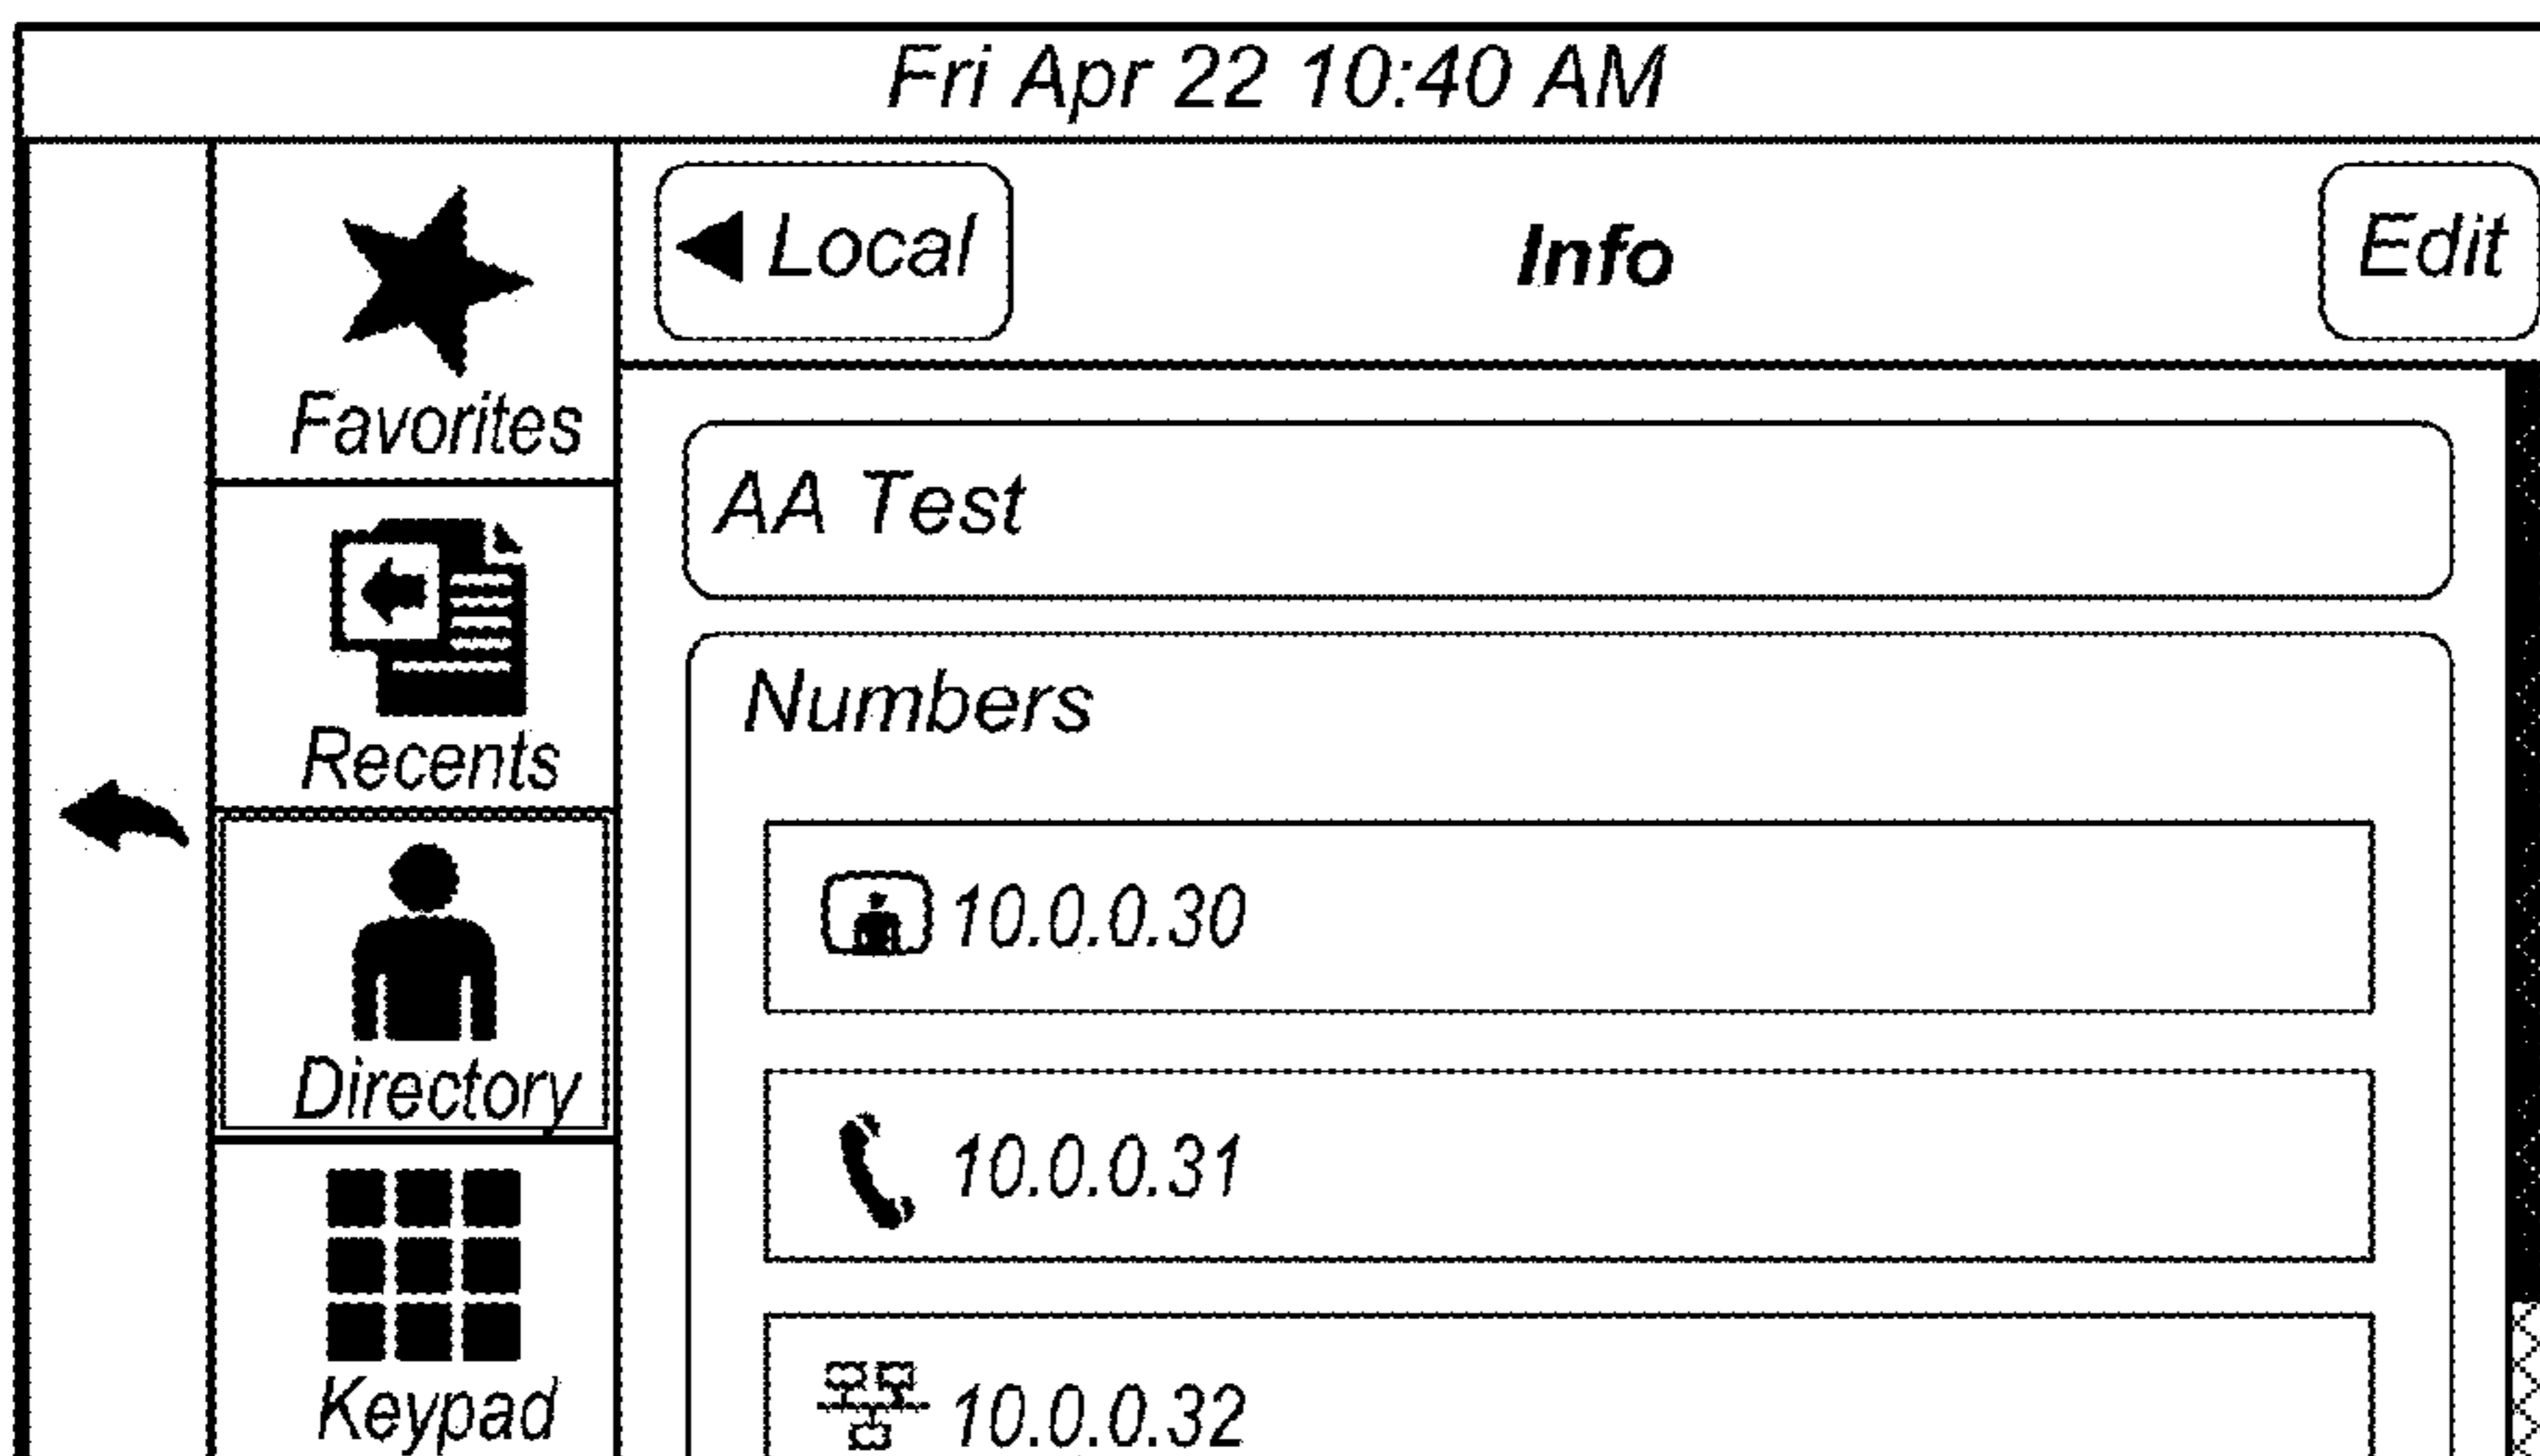 Fri Apr 22 10:40 AM
Local
Info
Edit
Favorites
Recents
Directory
Keypad
AA Test
Numbers
10.0.0.30
10.0.0.31
10.0.0.32